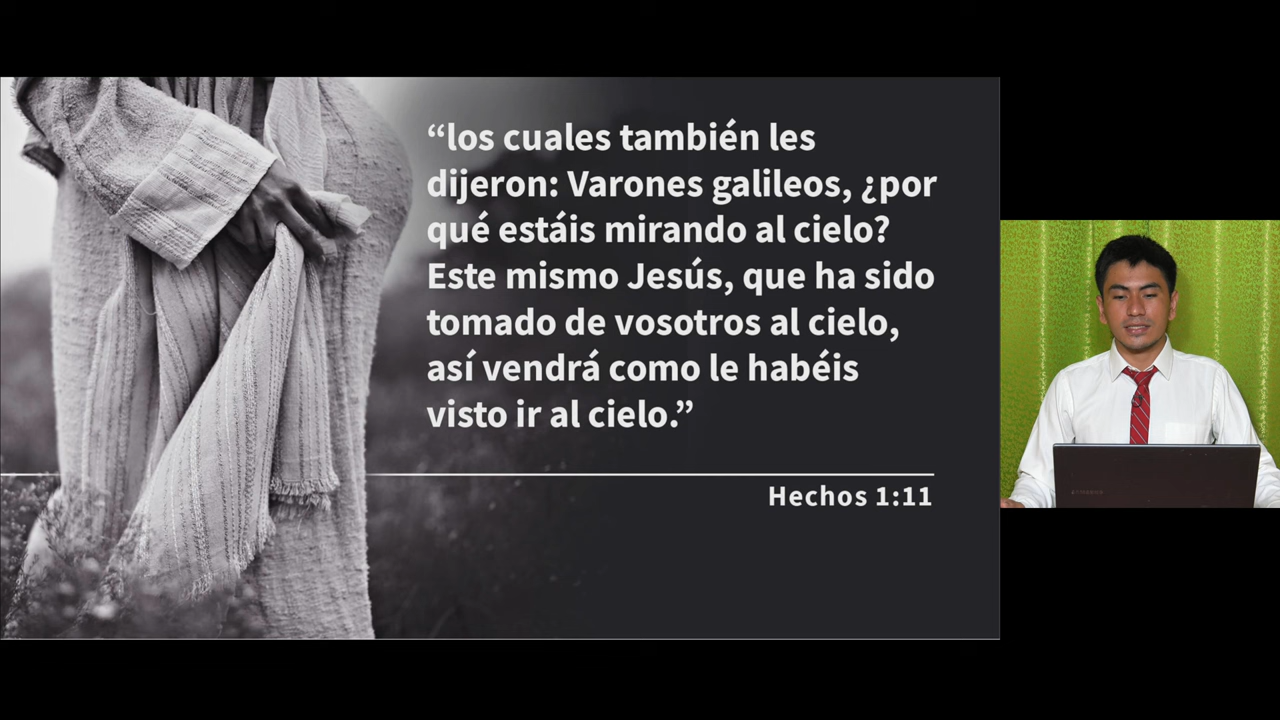 “los cuales también les
dijeron: Varones galileos, ¿por
qué estáis mirando al cielo?
Este mismo Jesús, que ha sido
tomado de vosotros al cielo,
así vendrá como le habéis
visto ir al cielo.”
Hechos 1:11